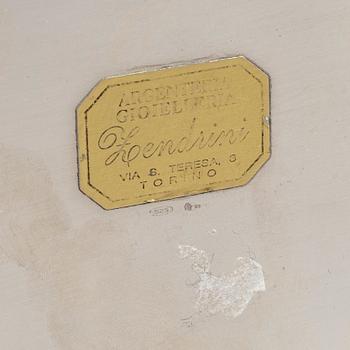 ARGENTERIA
GIOIELLERIA
Zendrini
VIA S. TERESA, 6
TORINO